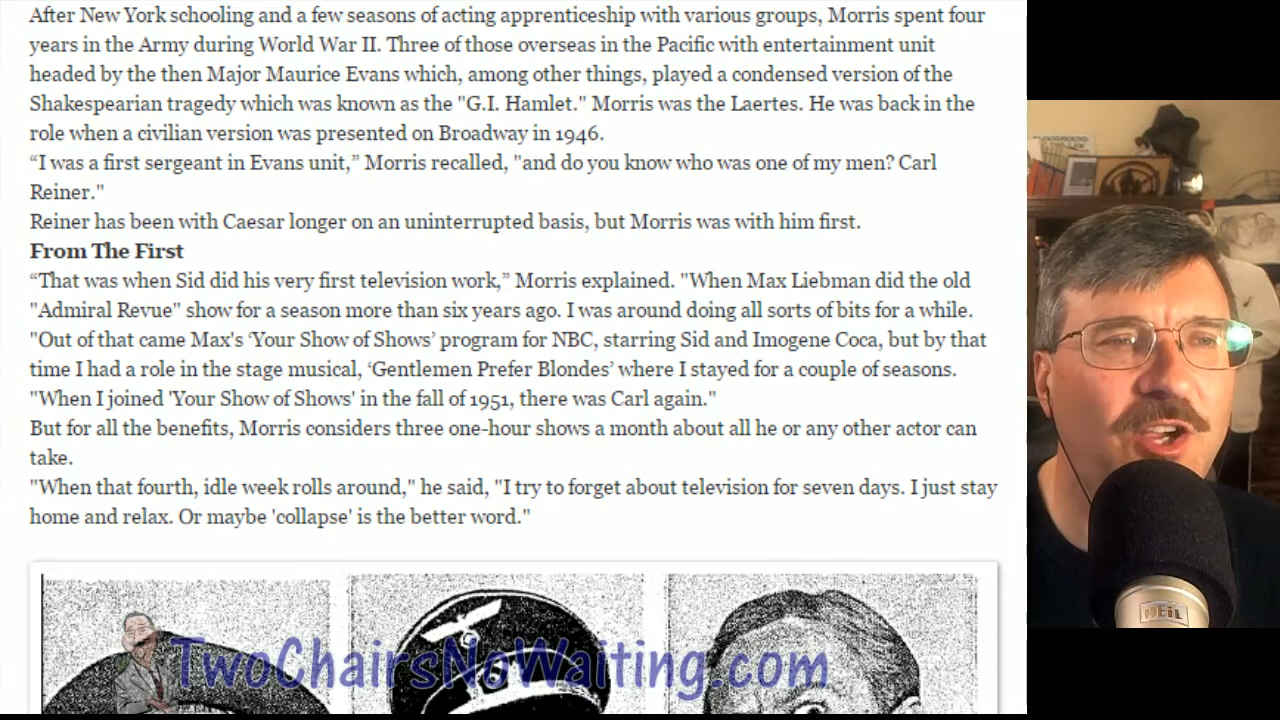 After New York schooling and a few seasons of acting apprenticeship with various groups, Morris spent four
years in the Army during World War II. Three of those overseas in the Pacific with entertainment unit
headed by the then Major Maurice Evans which, among other things, played a condensed version of the
Shakespearian tragedy which was known as the "G.I. Hamlet." Morris was the Laertes. He was back in the
role when a civilian version was presented on Broadway in 1946.
“I was a first sergeant in Evans unit,” Morris recalled, "and do you know who was one of my men? Carl
Reiner."
Reiner has been with Caesar longer on an uninterrupted basis, but Morris was with him first.
From The First
“That was when Sid did his very first television work,” Morris explained. "When Max Liebman did the old
"Admiral Revue" show for a season more than six years ago. I was around doing all sorts of bits for a while.
"Out of that came Max's ‘Your Show of Shows’ program for NBC, starring Sid and Imogene Coca, but by that
time I had a role in the stage musical, ‘Gentlemen Prefer Blondes’ where I stayed for a couple of seasons.
"When I joined 'Your Show of Shows' in the fall of 1951, there was Carl again."
But for all the benefits, Morris considers three one-hour shows a month about all he or any other actor can
take.
"When that fourth, idle week rolls around," he said, "I try to forget about television for seven days. I just stay
home and relax. Or maybe 'collapse' is the better word."
TwoChairsNoWaiting.com
HEiL